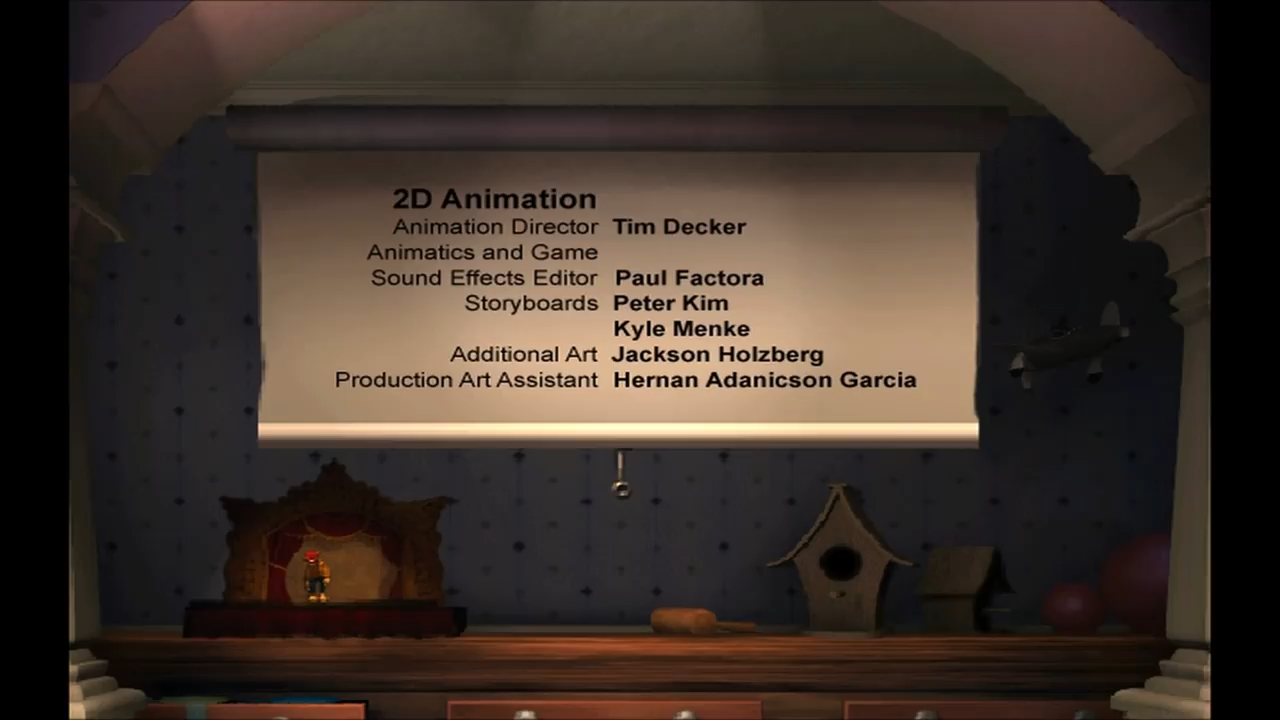 2D Animation
Animation Director Tim Decker
Animatics and Game
Sound Effects Editor Paul Factora
Storyboards Peter Kim
Kyle Menke
Additional Art Jackson Holzberg
Production Art Assistant Hernan Adanicson Garcia